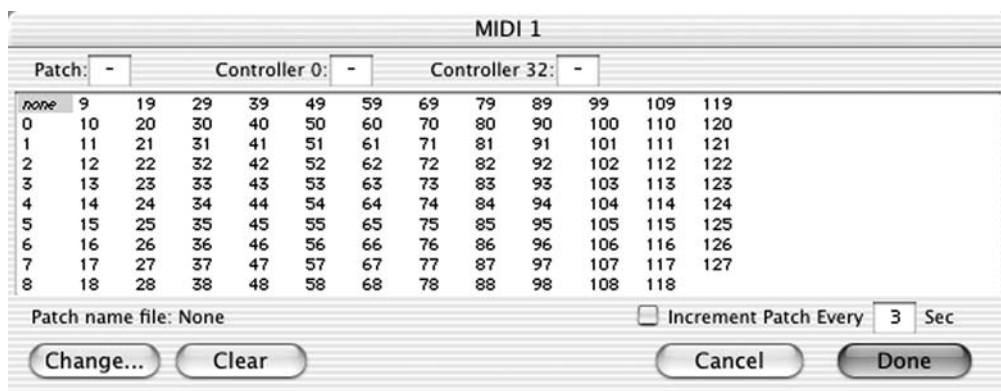 MIDI 1
Patch: - Controller 0: - Controller 32: -
none 9 19 29 39 49 59 69 79 89 99 109 119
0 10 20 30 40 50 60 70 80 90 100 110 120
1 11 21 31 41 51 61 71 81 91 101 111 121
2 12 22 32 42 52 62 72 82 92 102 112 122
3 13 23 33 43 53 63 73 83 93 103 113 123
4 14 24 34 44 54 64 74 84 94 104 114 124
5 15 25 35 45 55 65 75 85 95 105 115 125
6 16 26 36 46 56 66 76 86 96 106 116 126
7 17 27 37 47 57 67 77 87 97 107 117 127
8 18 28 38 48 58 68 78 88 98 108 118
Patch name file: None Increment Patch Every 3 Sec
Change... Clear Cancel Done